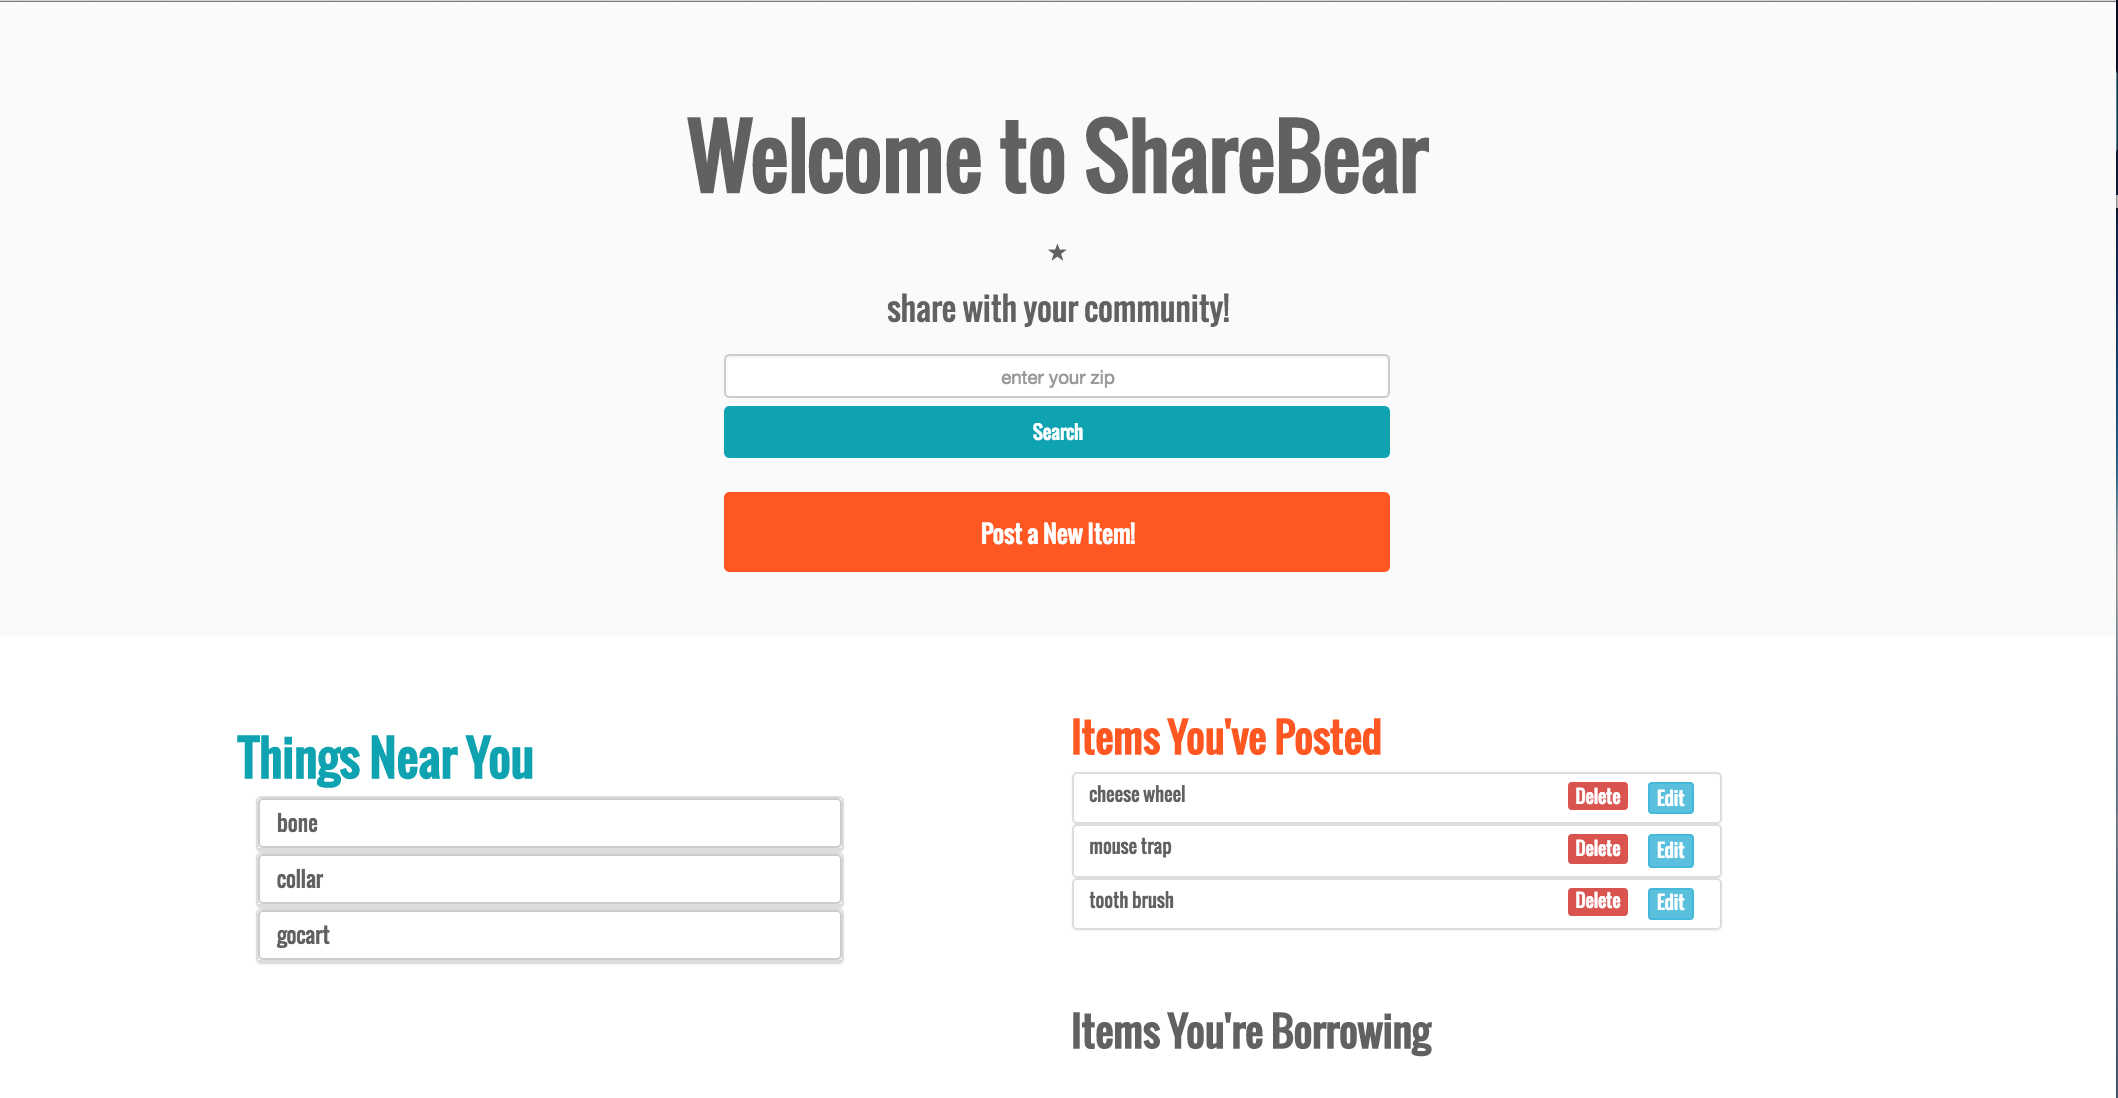 Welcome to ShareBear
★
share with your community!
enter your zip
Search
Post a New Item!
Things Near You
bone
collar
gocart
Items You've Posted
cheese wheel Delete Edit
mouse trap Delete Edit
tooth brush Delete Edit
Items You're Borrowing